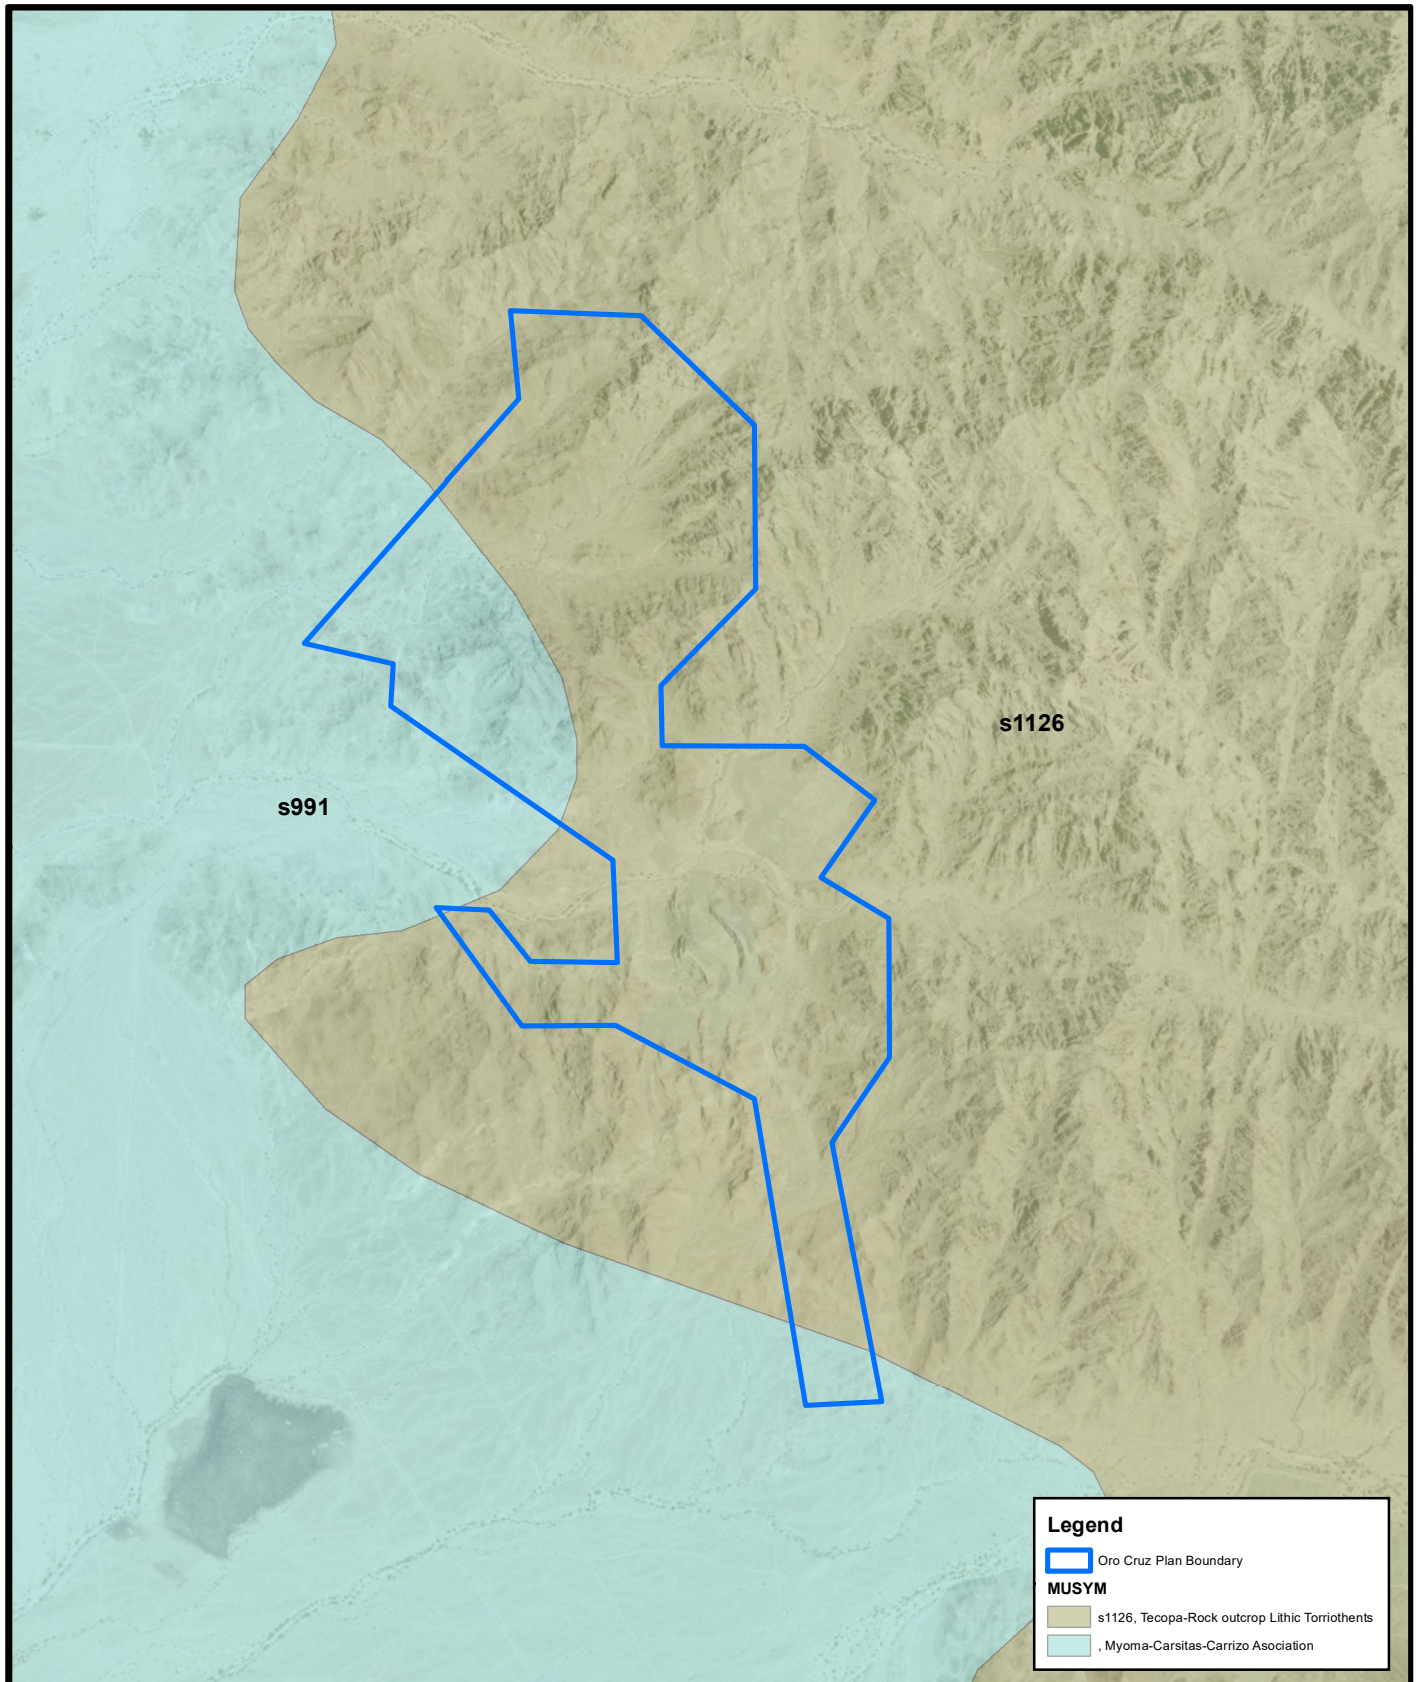 s1126
s991
Legend
Oro Cruz Plan Boundary
MUSYM
s1126, Tecopa-Rock outcrop Lithic Torriothents
, Myoma-Carsitas-Carrizo Asociation